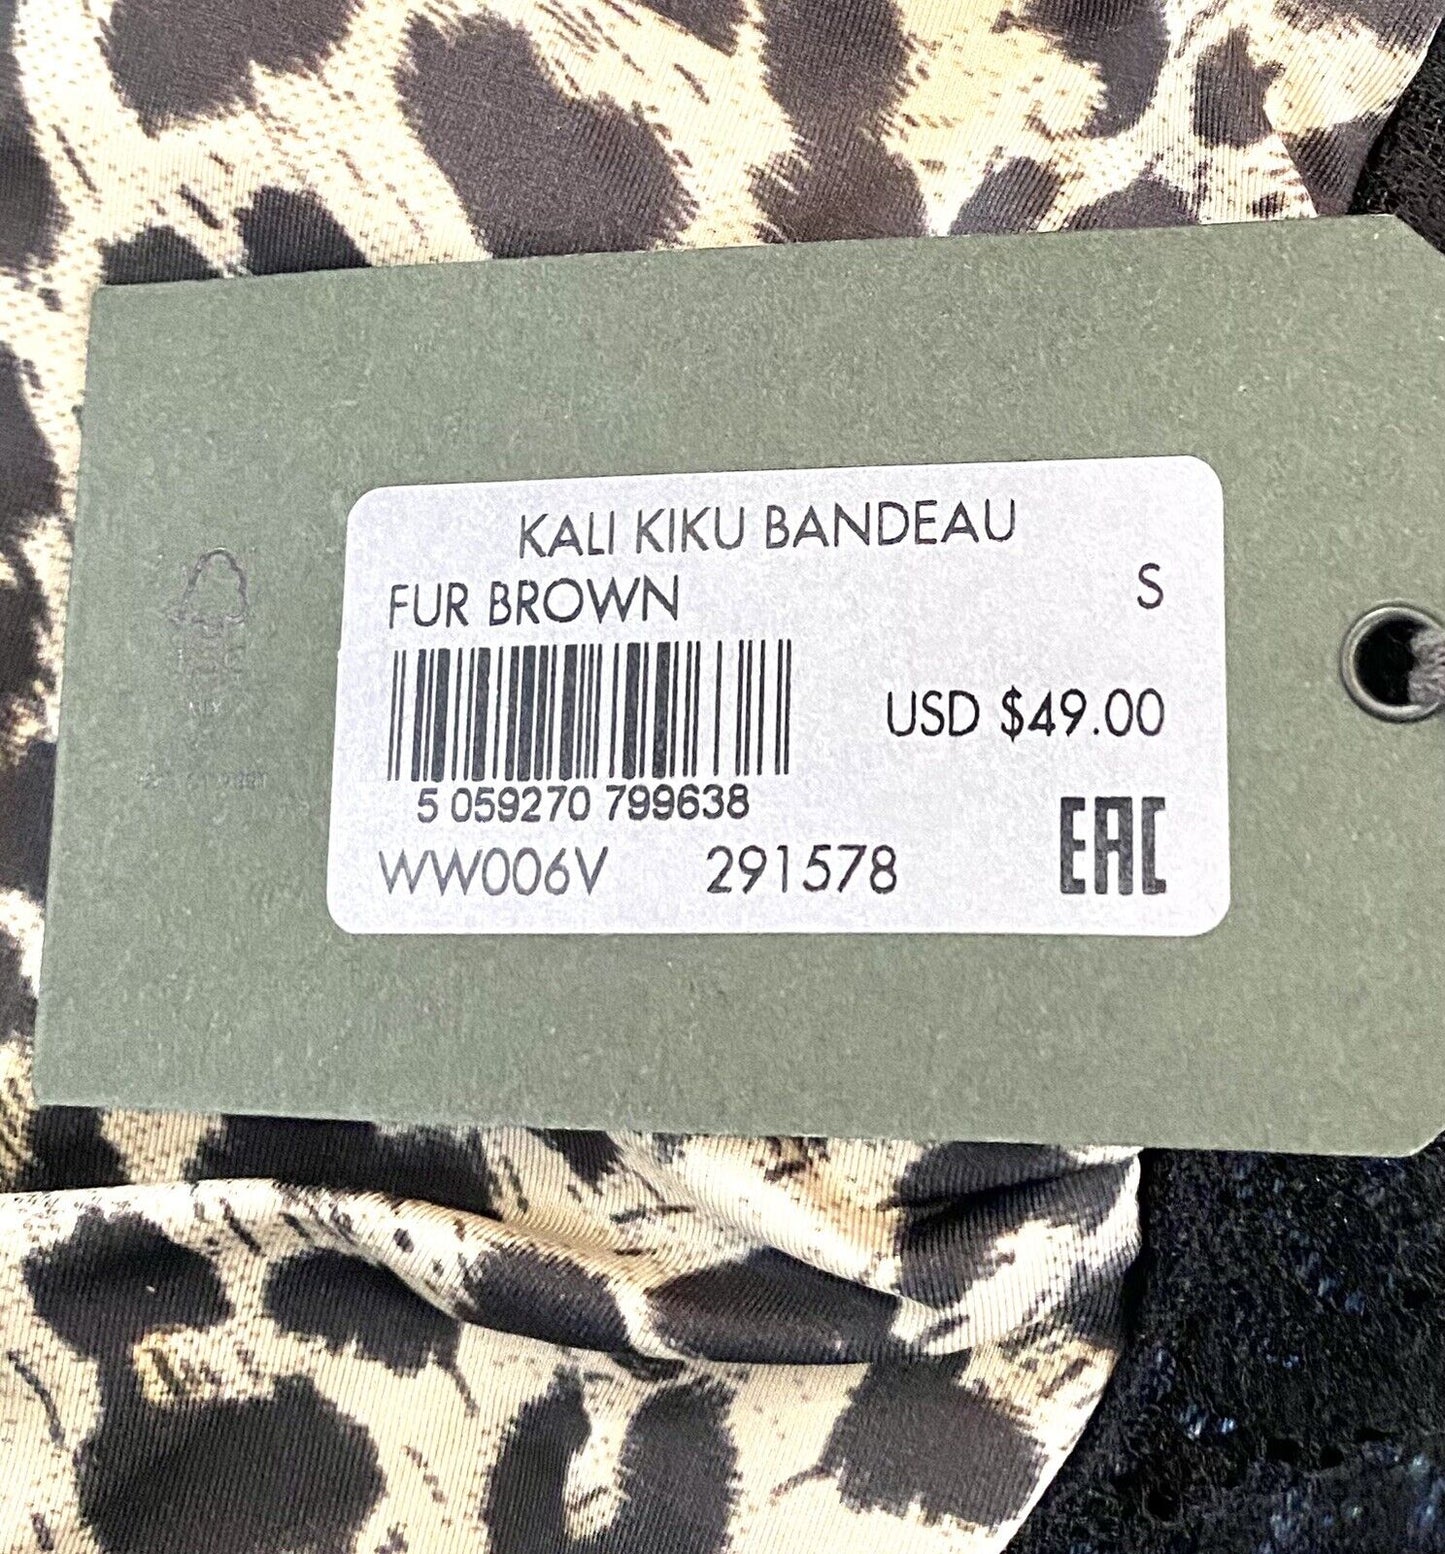 KALI KIKU BANDEAU
FUR BROWN
S
USD $49.00
5 059270 799638
WW006V 291578
EAC